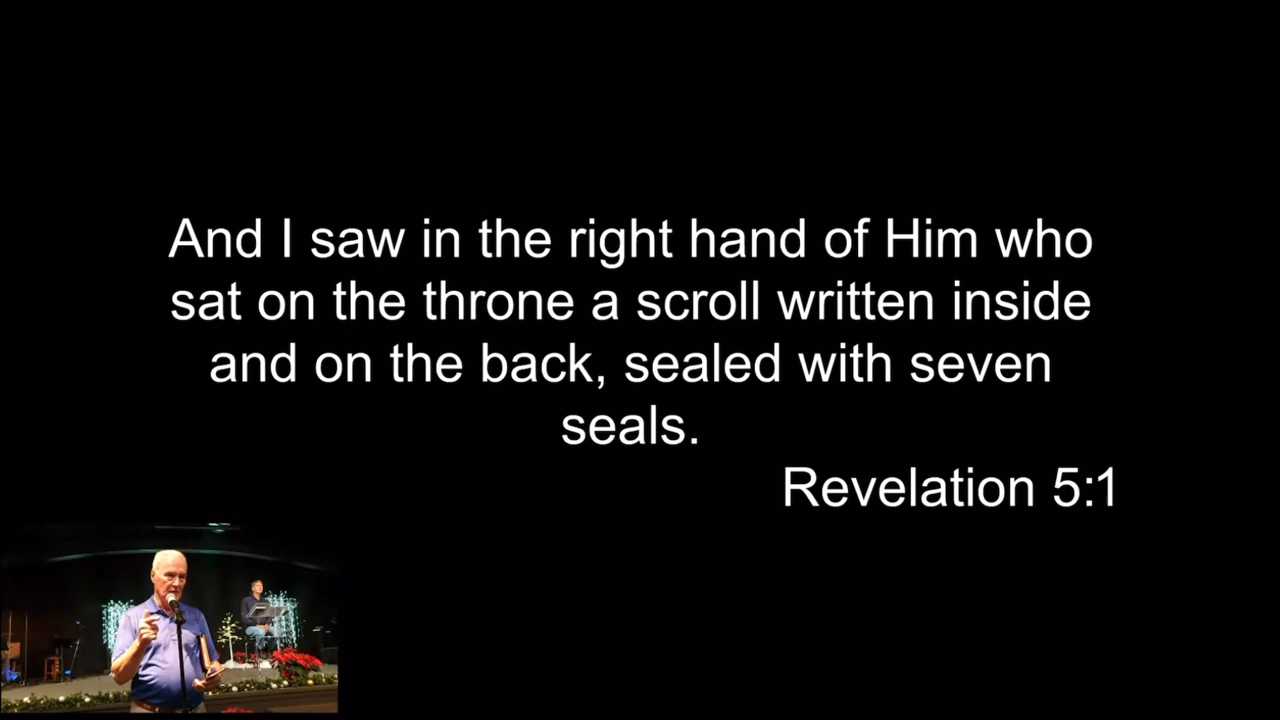 And I saw in the right hand of Him who
sat on the throne a scroll written inside
and on the back, sealed with seven
seals.
Revelation 5:1